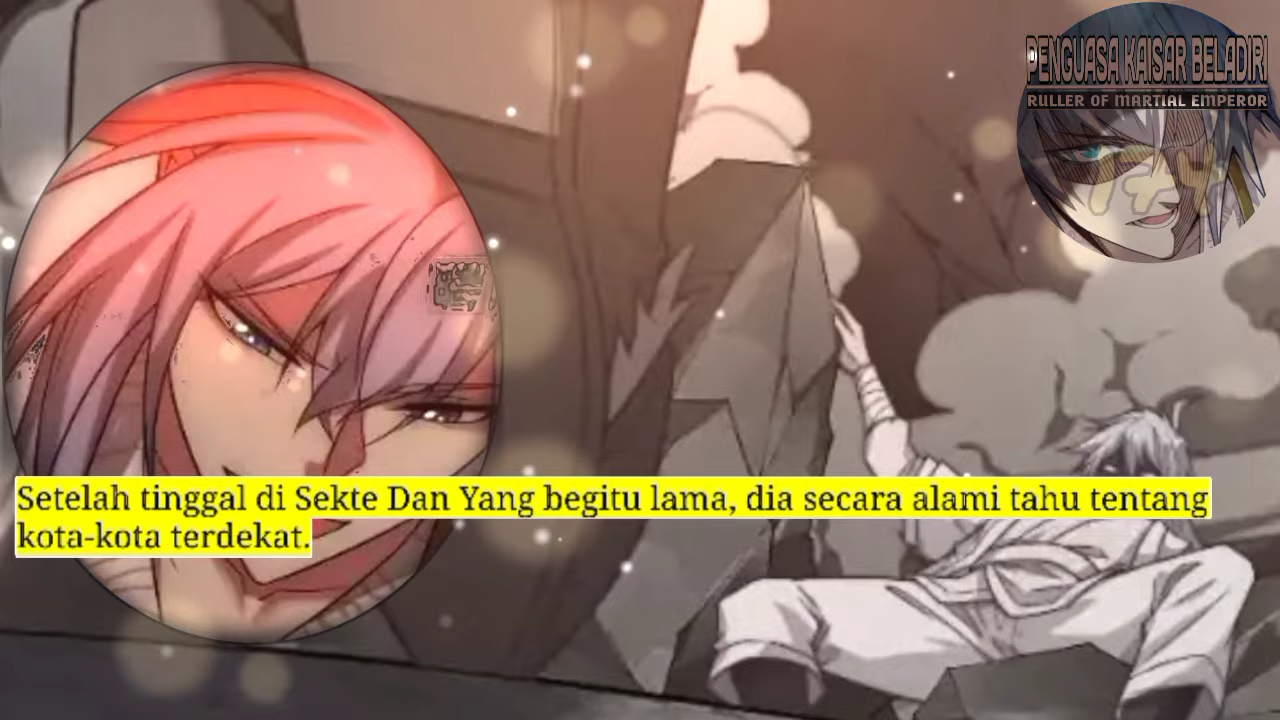 PENGUASA KAISAR BELADIRI
RULLER OF MARTIAL EMPEROR
Setelah tinggal di Sekte Dan Yang begitu lama, dia secara alami tahu tentang
kota-kota terdekat.